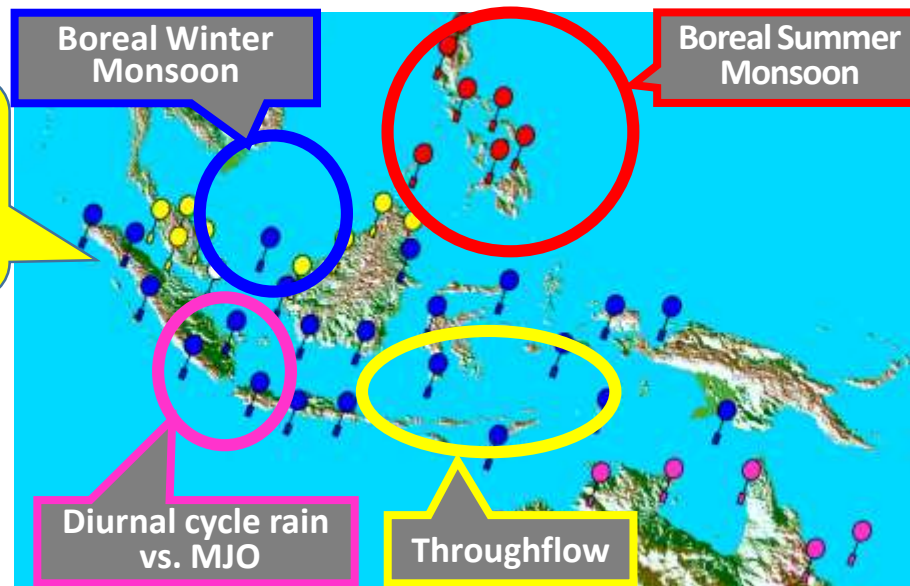 Boreal Winter
Monsoon
Boreal Summer
Monsoon
Diurnal cycle rain
vs. MJO
Throughflow